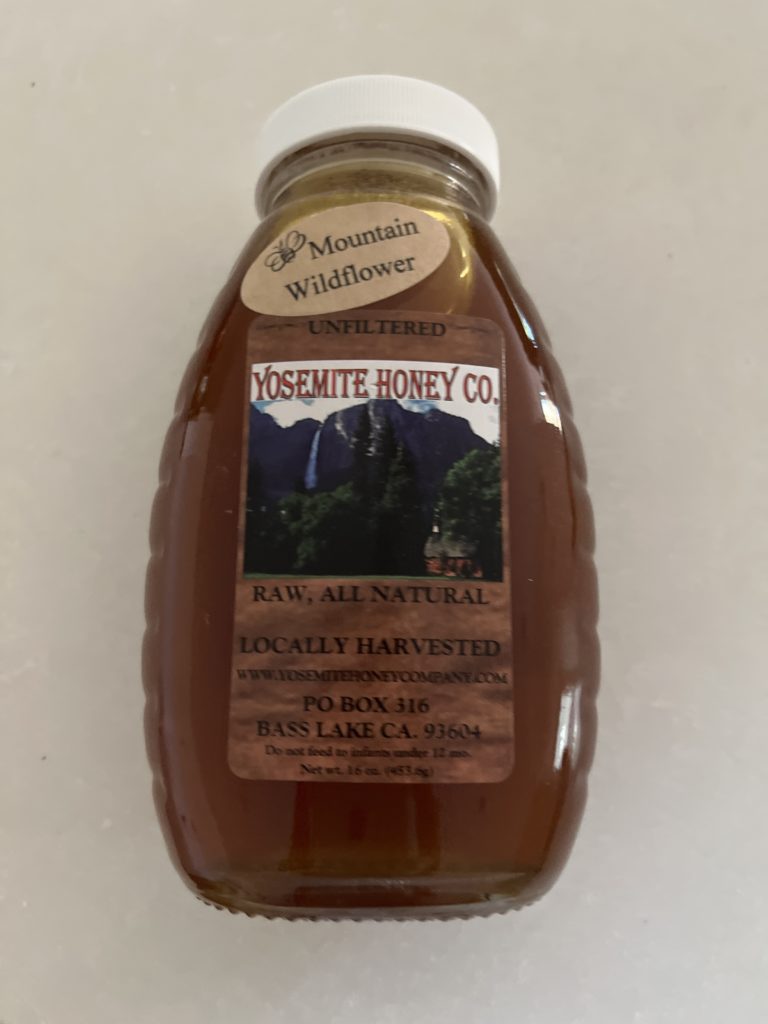 Mountain
Wildflower
UNFILTERED
YOSEMITE HONEY CO.
RAW, ALL NATURAL
LOCALLY HARVESTED
WWW.YOSEMITEHONEYCOMPANY.COM
PO BOX 316
BASS LAKE CA. 93604
Do not feed to infants under 12 mo.
Net wt. 16 oz. (453.6g)